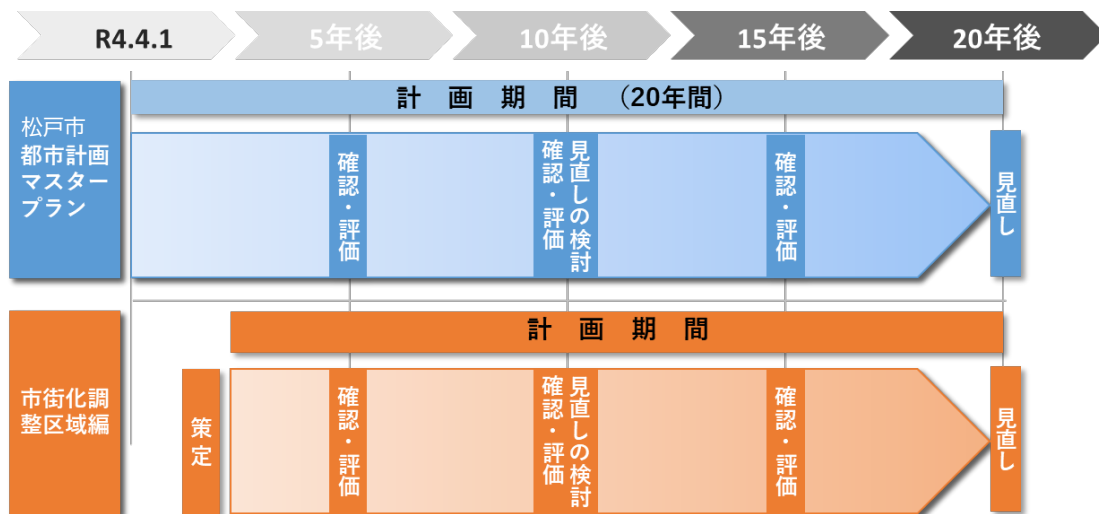 R4.4.1
5年後
10年後
15年後
20年後
松戸市
都市計画
マスター
プラン
計画期間 (20年間)
確認・評価
見直しの検討
確認・評価
確認・評価
見直し
市街化調
整区域編
計画期間
策定
確認・評価
見直しの検討
確認・評価
確認・評価
見直し